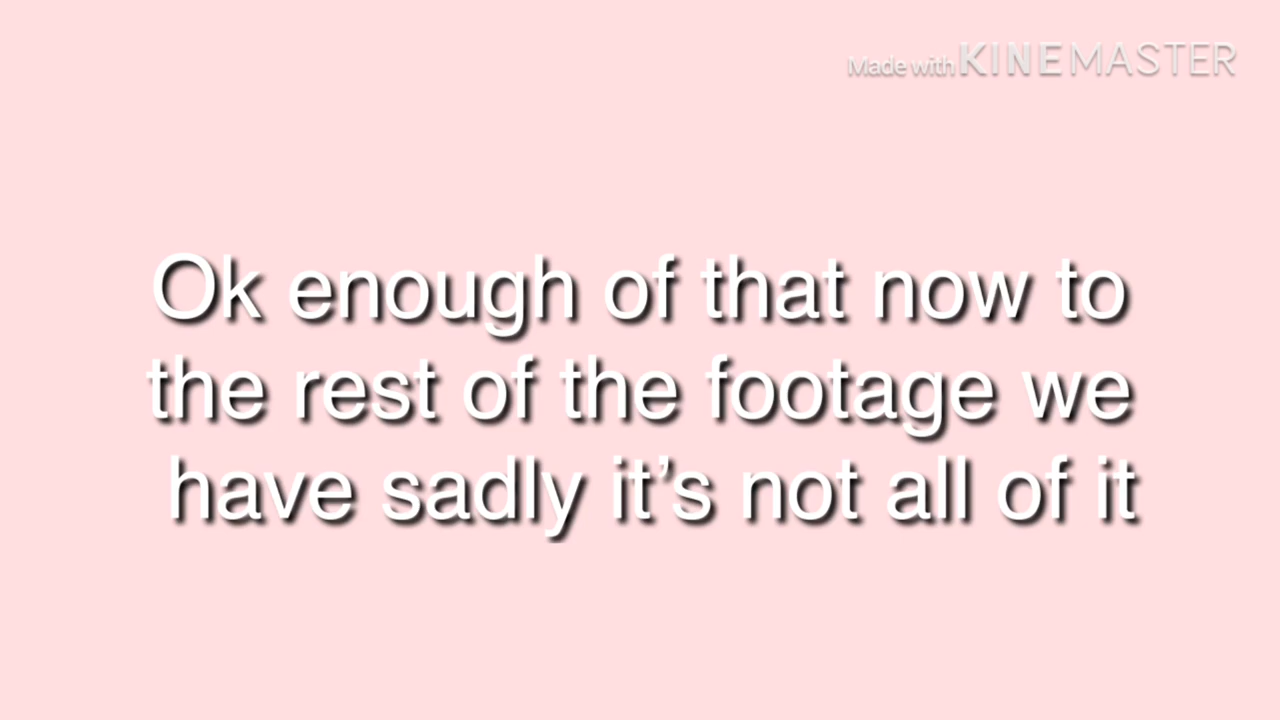 Made with KINEMASTER
Ok enough of that now to
the rest of the footage we
have sadly it’s not all of it